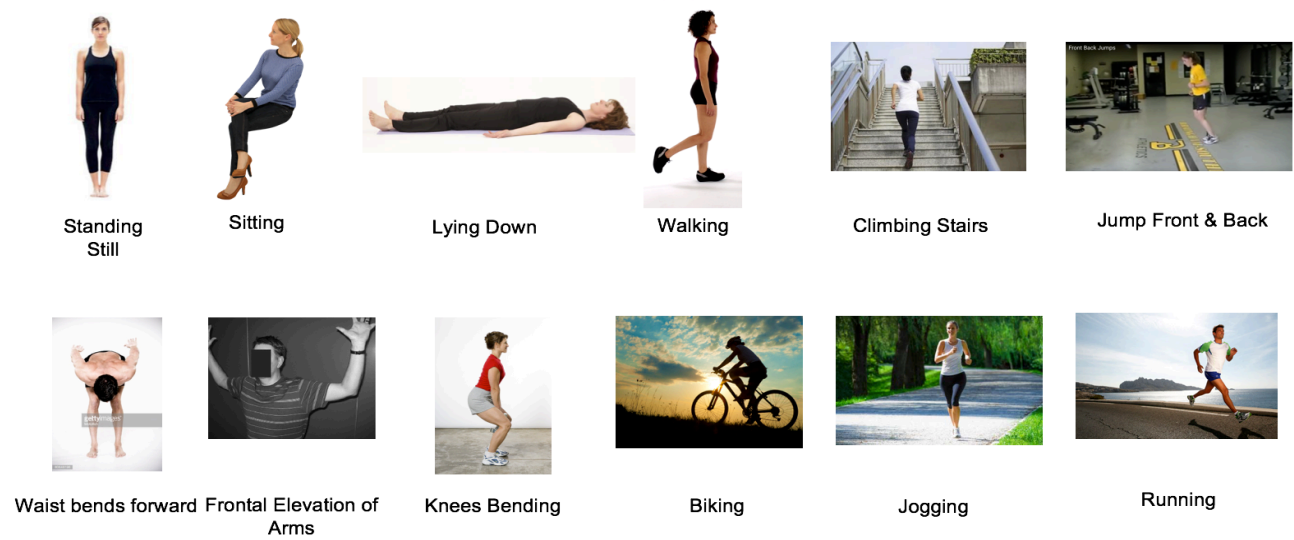 Front Back Jumps
Standing
Still
Sitting
Lying Down
Walking
Climbing Stairs
Jump Front & Back
gettyimages
Waist bends forward
Frontal Elevation of
Arms
Knees Bending
Biking
Jogging
Running